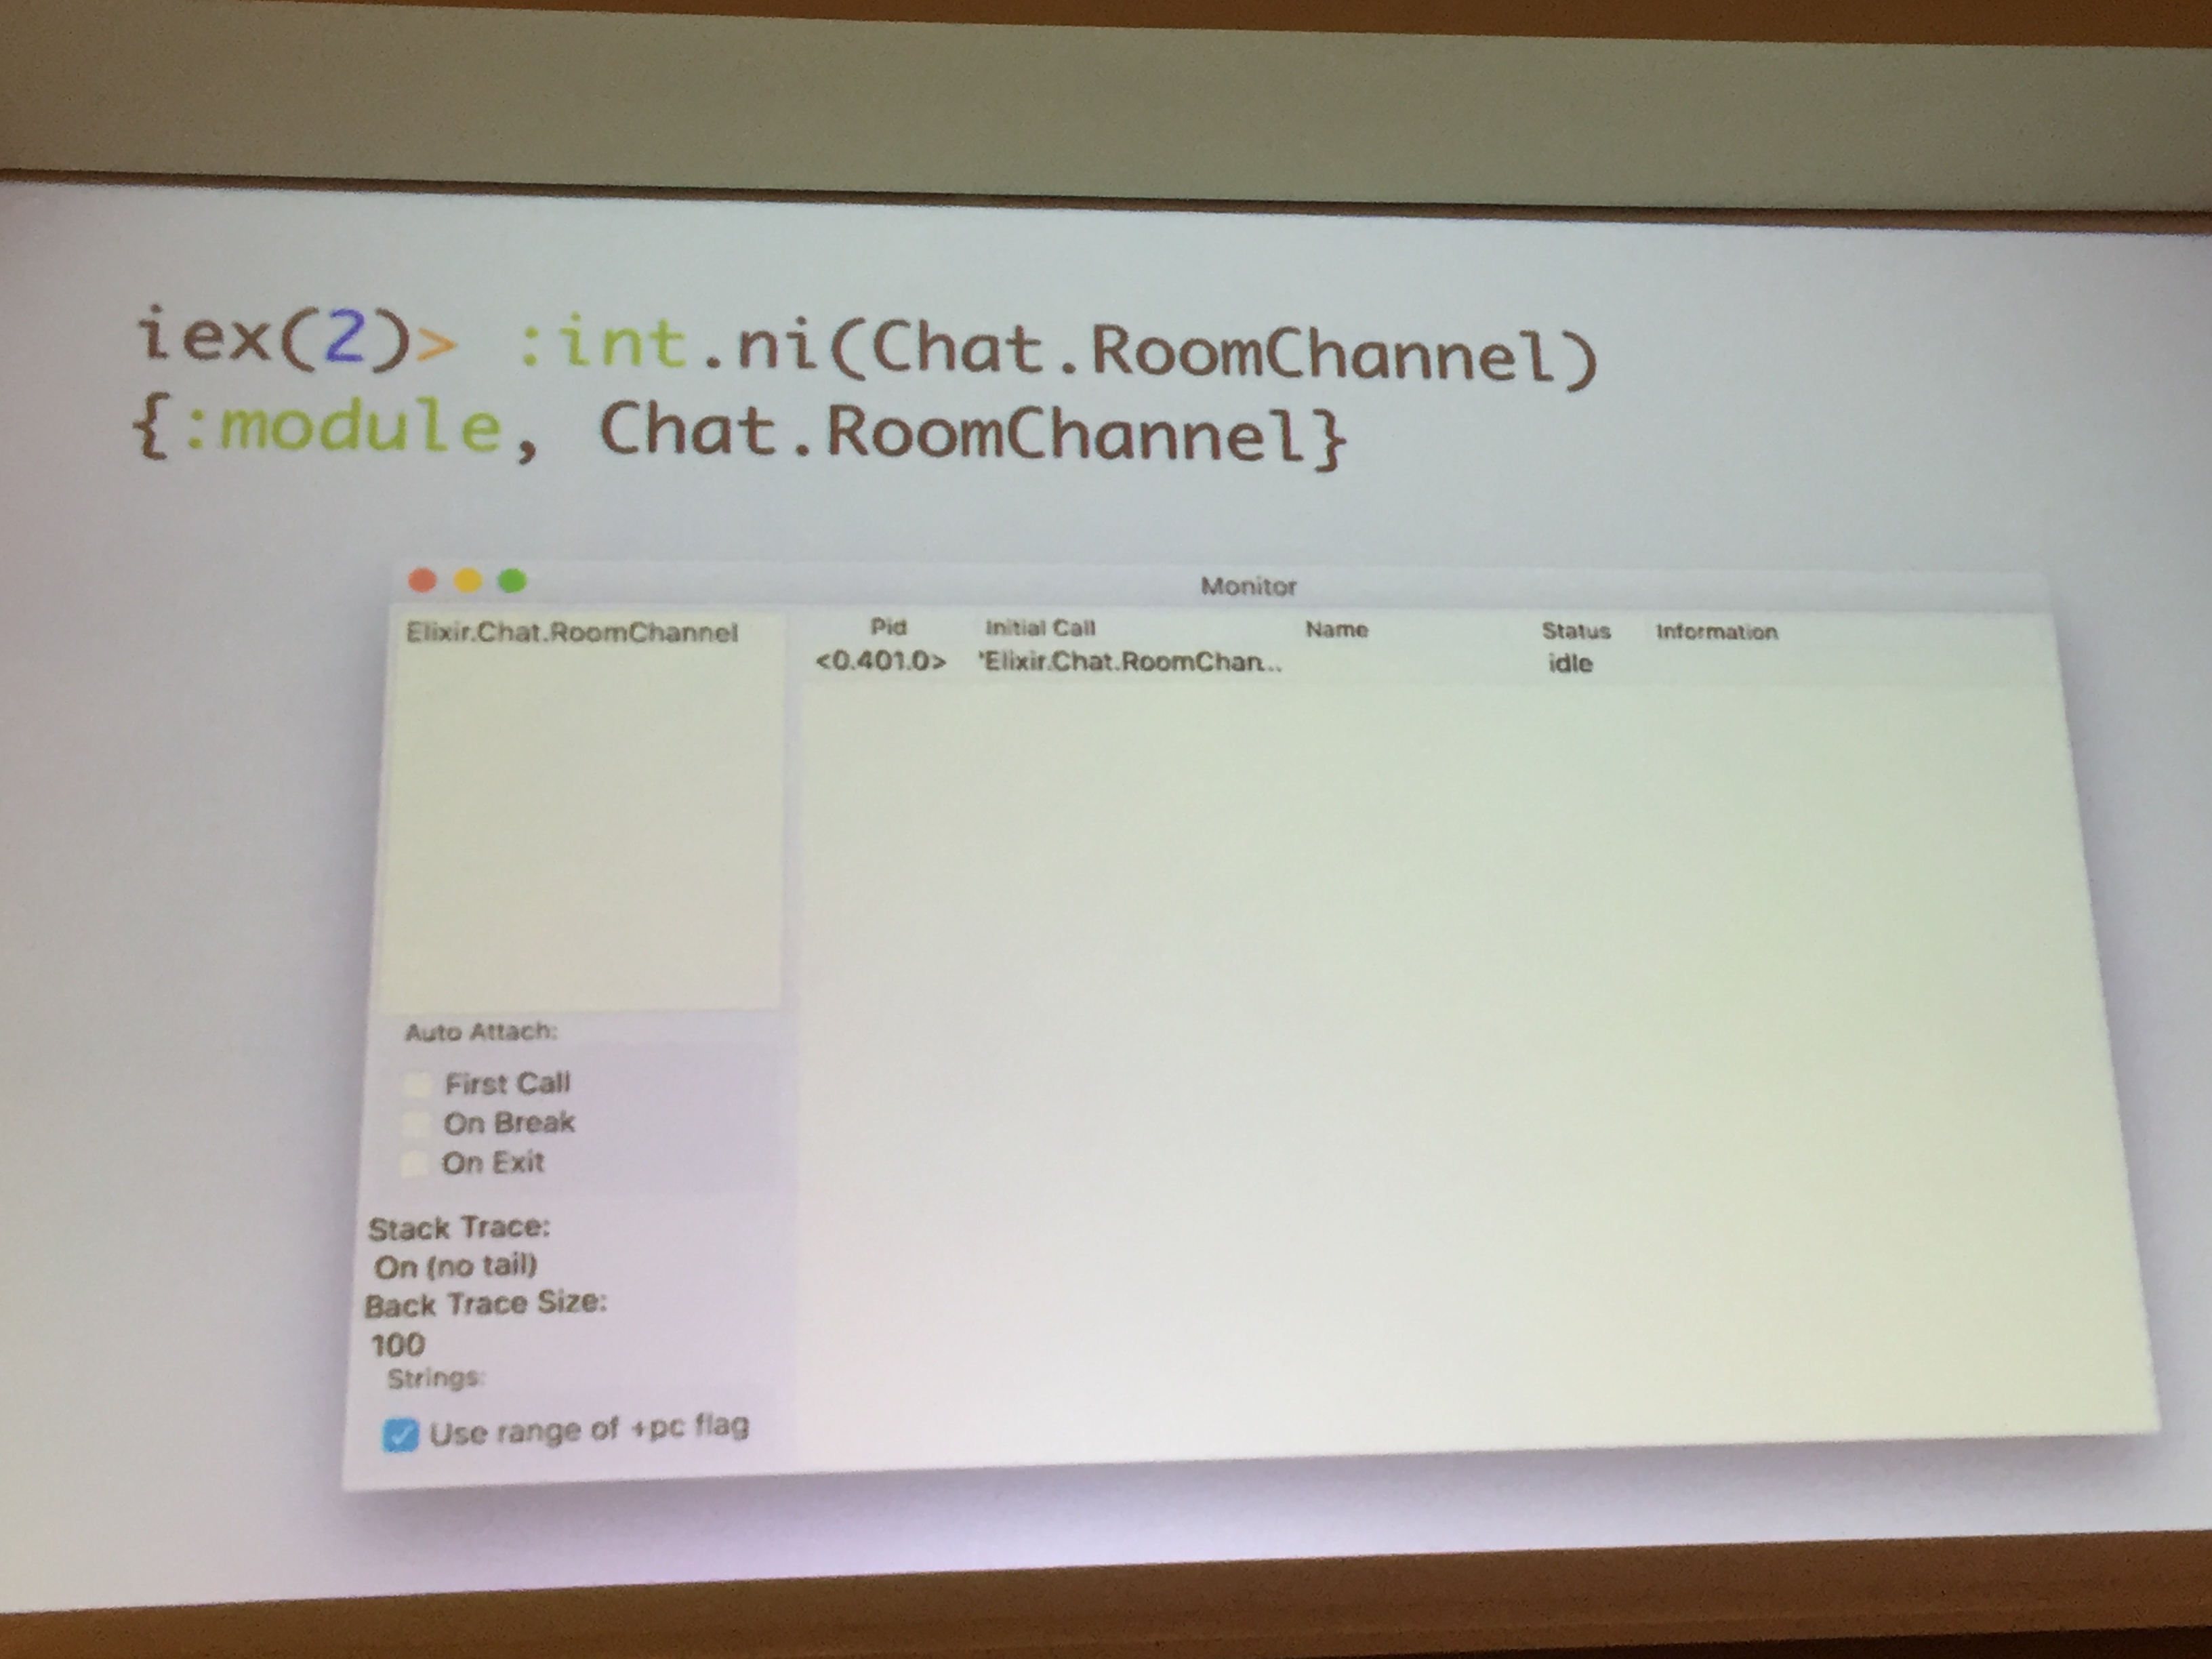 iex(2)> :int.ni(Chat.RoomChannel)
{:module, Chat.RoomChannel}
Monitor
Elixir.Chat.RoomChannel
Pid Initial Call Name Status Information
<0.401.0> 'Elixir.Chat.RoomChan... idle
Auto Attach:
First Call
On Break
On Exit
Stack Trace:
On (no tail)
Back Trace Size:
100
Strings:
Use range of +pc flag